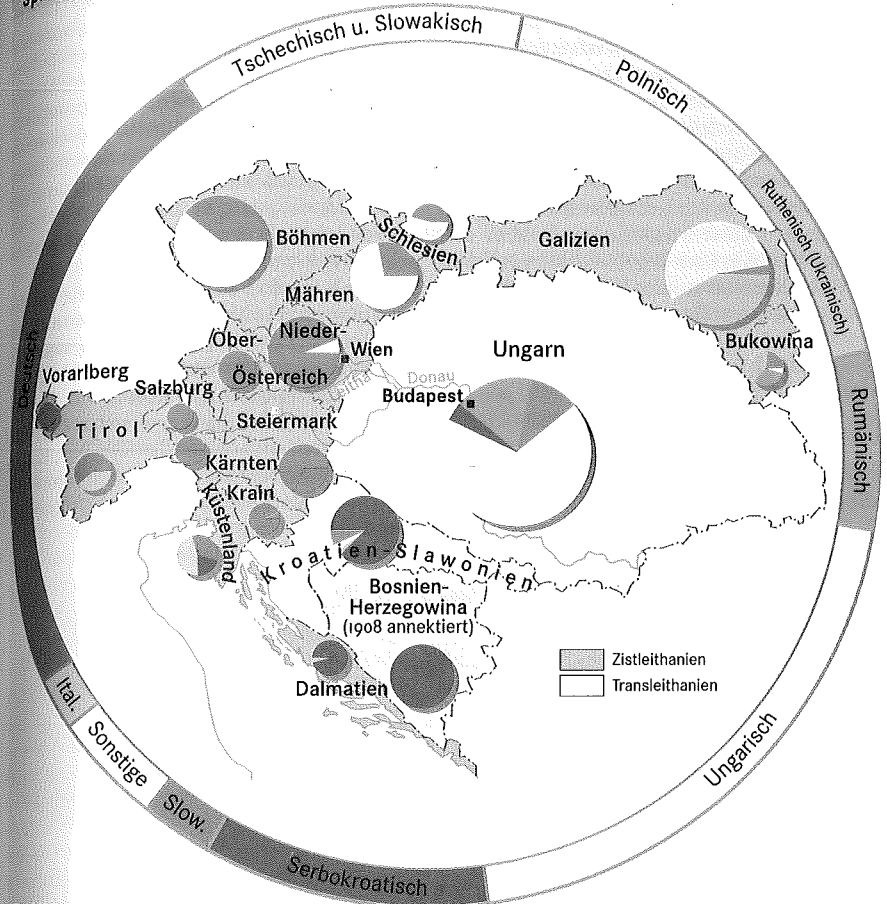 Tschechisch u. Slowakisch
Polnisch
Ruthenisch (Ukrainisch)
Rumänisch
Ungarisch
Serbokroatisch
Slow.
Sonstige
Ital.
Deutsch
Böhmen
Schlesien
Galizien
Mähren
Bukowina
Ober-
Nieder-
Wien
Österreich
Ungarn
Vorarlberg
Salzburg
Donau
Budapest
Tirol
Steiermark
Kärnten
Krain
Küstenland
Kroatien-Slawonien
Bosnien-
Herzegowina
(1908 annektiert)
Dalmatien
Zistleithanien
Transleithanien